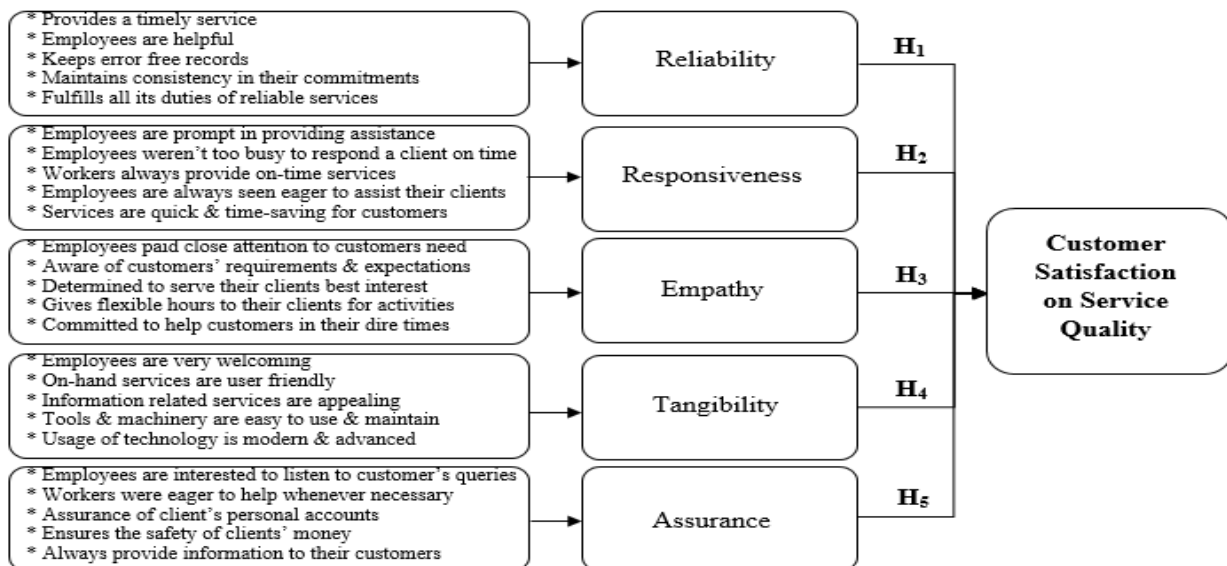 * Provides a timely service
* Employees are helpful
* Keeps error free records
* Maintains consistency in their commitments
* Fulfills all its duties of reliable services
Reliability
H₁
* Employees are prompt in providing assistance
* Employees weren't too busy to respond a client on time
* Workers always provide on-time services
* Employees are always seen eager to assist their clients
* Services are quick & time-saving for customers
Responsiveness
H₂
* Employees paid close attention to customers need
* Aware of customers' requirements & expectations
* Determined to serve their clients best interest
* Gives flexible hours to their clients for activities
* Committed to help customers in their dire times
Empathy
H₃
* Employees are very welcoming
* On-hand services are user friendly
* Information related services are appealing
* Tools & machinery are easy to use & maintain
* Usage of technology is modern & advanced
Tangibility
H₄
* Employees are interested to listen to customer's queries
* Workers were eager to help whenever necessary
* Assurance of client's personal accounts
* Ensures the safety of clients' money
* Always provide information to their customers
Assurance
H₅
Customer
Satisfaction
on Service
Quality